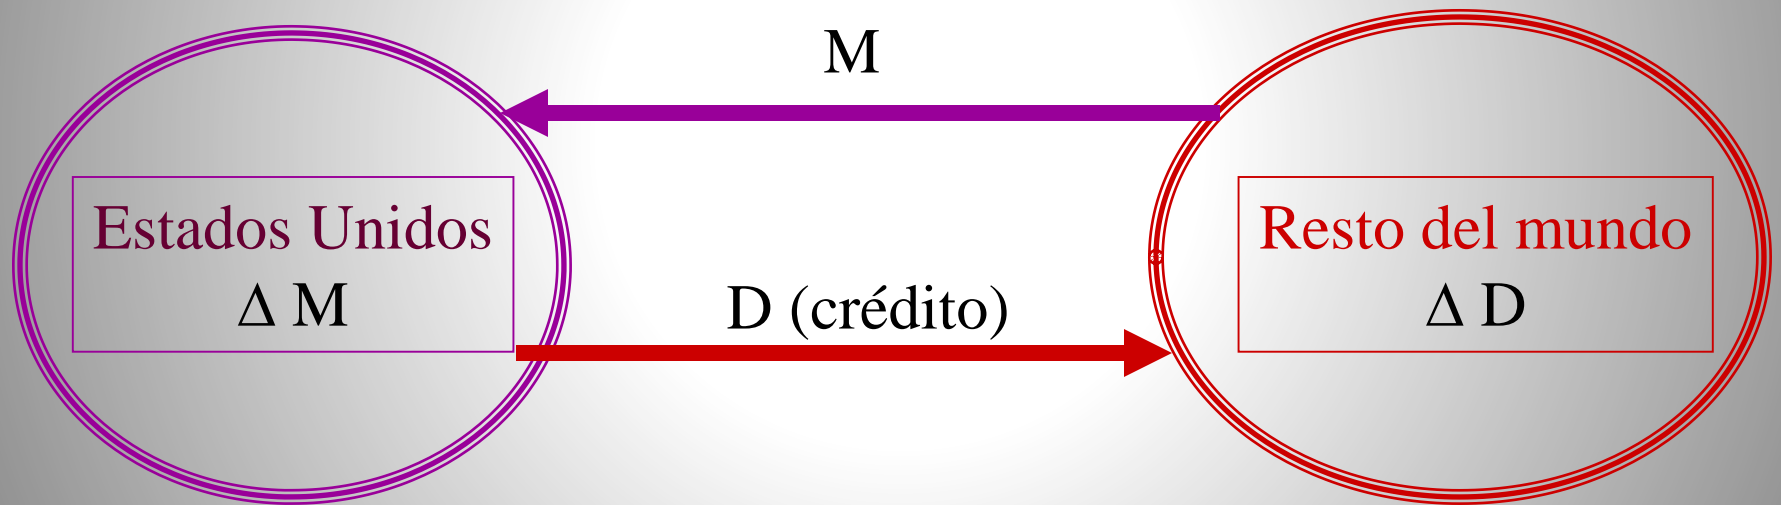 M
Estados Unidos
Δ M
D (crédito)
Resto del mundo
Δ D